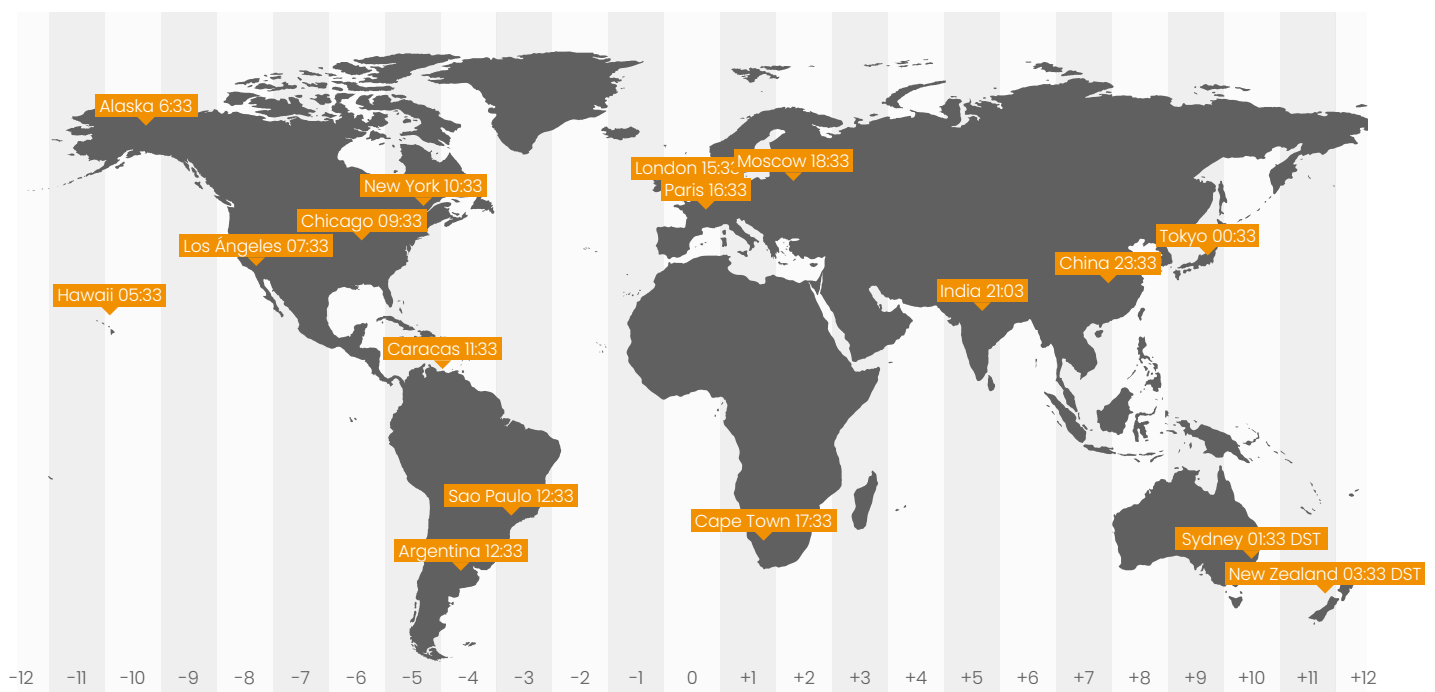 Alaska 6:33
London 15:33
Moscow 18:33
New York 10:33
Paris 16:33
Chicago 09:33
Tokyo 00:33
Los Ángeles 07:33
China 23:33
India 21:03
Hawaii 05:33
Caracas 11:33
Sao Paulo 12:33
Cape Town 17:33
Sydney 01:33 DST
Argentina 12:33
New Zealand 03:33 DST
-12 -11 -10 -9 -8 -7 -6 -5 -4 -3 -2 -1 0 +1 +2 +3 +4 +5 +6 +7 +8 +9 +10 +11 +12